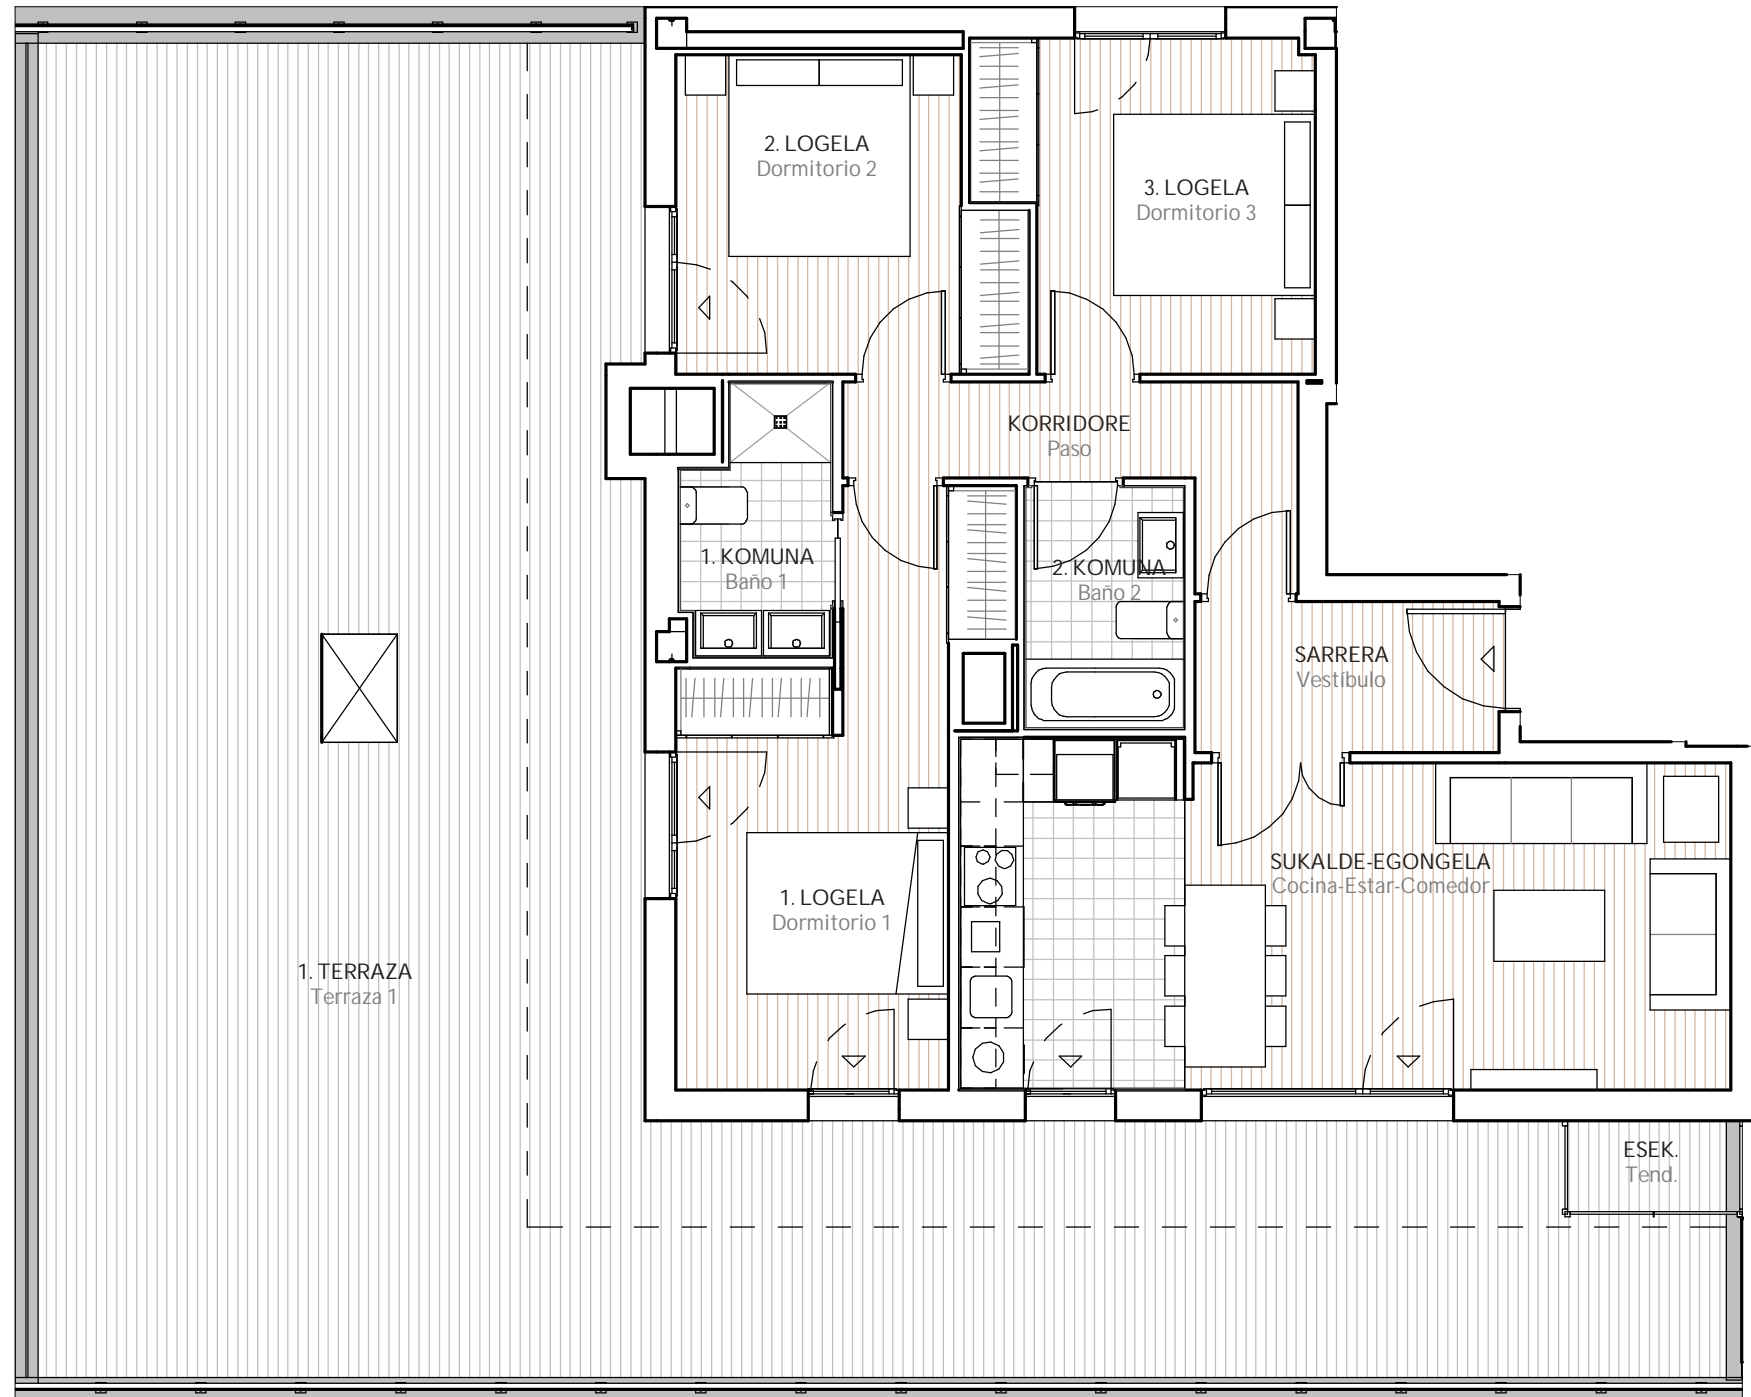 2. LOGELA
Dormitorio 2
3. LOGELA
Dormitorio 3
KORRIDORE
Paso
1. KOMUNA
Baño 1
2. KOMUNA
Baño 2
SARRERA
Vestíbulo
SUKALDE-EGONGELA
Cocina-Estar-Comedor
1. LOGELA
Dormitorio 1
1. TERRAZA
Terraza 1
ESEK.
Tend.